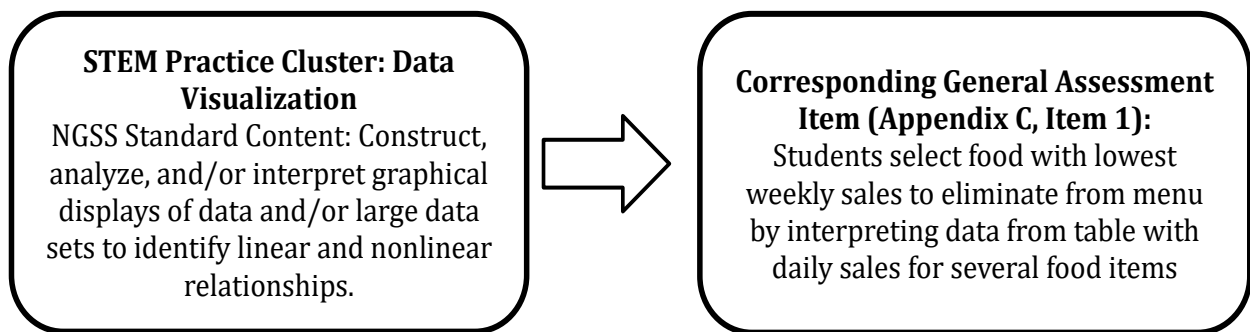 STEM Practice Cluster: Data
Visualization
NGSS Standard Content: Construct,
analyze, and/or interpret graphical
displays of data and/or large data
sets to identify linear and nonlinear
relationships.
Corresponding General Assessment
Item (Appendix C, Item 1):
Students select food with lowest
weekly sales to eliminate from menu
by interpreting data from table with
daily sales for several food items